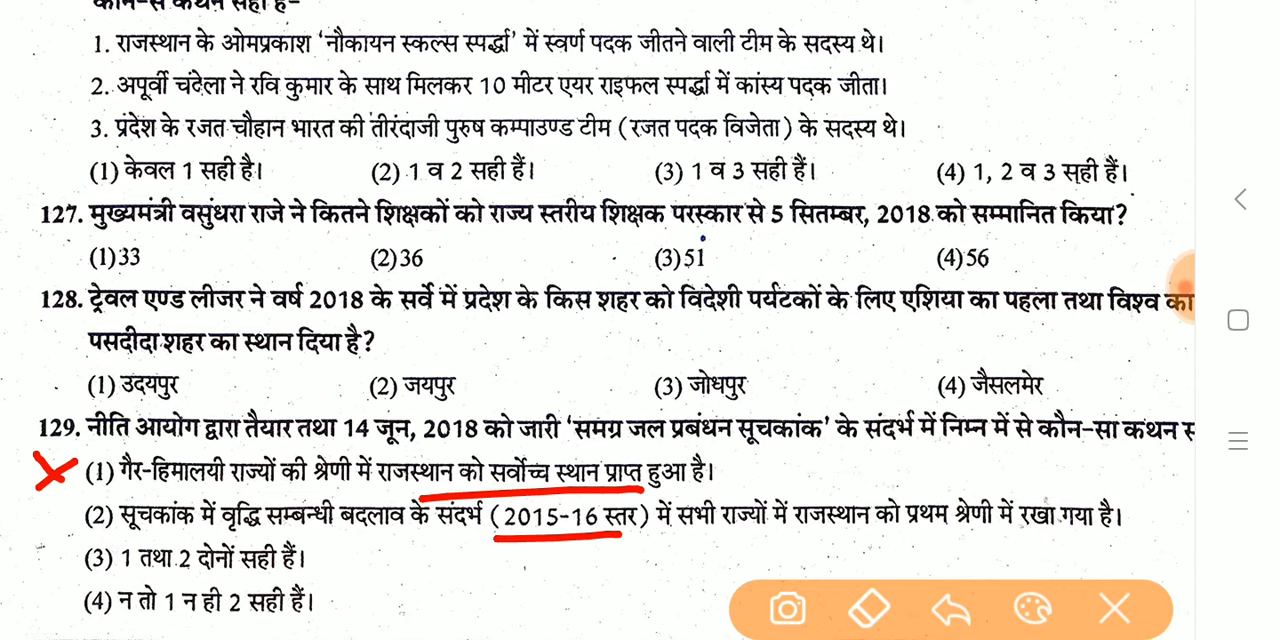 कौन-से कथन सही हैं-
1. राजस्थान के ओमप्रकाश ‘नौकायन स्कल्स स्पर्द्धा’ में स्वर्ण पदक जीतने वाली टीम के सदस्य थे।
2. अपूर्वी चंदेला ने रवि कुमार के साथ मिलकर 10 मीटर एयर राइफल स्पर्द्धा में कांस्य पदक जीता।
3. प्रंदेश के रजत चौहान भारत की तीरंदाजी पुरुष कम्पाउण्ड टीम (रजत पदक विजेता) के सदस्य थे।
(1) केवल 1 सही है। (2) 1 व 2 सही हैं। (3) 1 व 3 सही हैं। (4) 1, 2 व 3 सही हैं।
127. मुख्यमंत्री वसुंधरा राजे ने कितने शिक्षकों को राज्य स्तरीय शिक्षक परस्कार से 5 सितम्बर, 2018 को सम्मानित किया?
(1) 33 (2) 36 (3) 51 (4) 56
128. ट्रेवल एण्ड लीजर ने वर्ष 2018 के सर्वे में प्रदेश के किस शहर को विदेशी पर्यटकों के लिए एशिया का पहला तथा विश्व का
पसदीदा शहर का स्थान दिया है?
(1) उदयपुर (2) जयपुर (3) जोधपुर (4) जैसलमेर
129. नीति आयोग द्वारा तैयार तथा 14 जून, 2018 को जारी ‘समग्र जल प्रबंधन सूचकांक’ के संदर्भ में निम्न में से कौन-सा कथन
(1) गैर-हिमालयी राज्यों की श्रेणी में राजस्थान को सर्वोच्च स्थान प्राप्त हुआ है।
(2) सूचकांक में वृद्धि सम्बन्धी बदलाव के संदर्भ (2015-16 स्तर) में सभी राज्यों में राजस्थान को प्रथम श्रेणी में रखा गया है।
(3) 1 तथा 2 दोनों सही हैं।
(4) न तो 1 न ही 2 सही हैं।